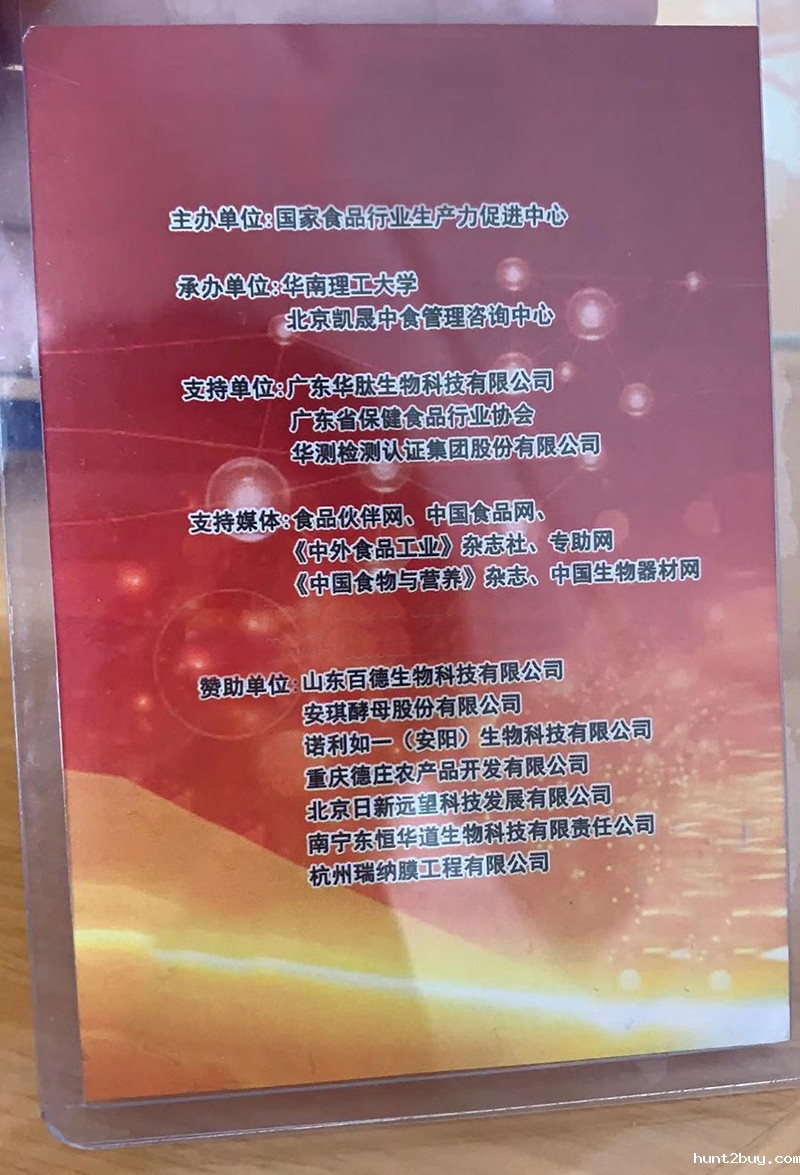 主办单位:国家食品行业生产力促进中心
承办单位:华南理工大学
北京凯晟中食管理咨询中心
支持单位:广东华肽生物科技有限公司
广东省保健食品行业协会
华测检测认证集团股份有限公司
支持媒体:食品伙伴网、中国食品网、
《中外食品工业》杂志社、专助网
《中国食物与营养》杂志、中国生物器材网
赞助单位:山东百德生物科技有限公司
安琪酵母股份有限公司
诺利如一（安阳）生物科技有限公司
重庆德庄农产品开发有限公司
北京日新远望科技发展有限公司
南宁东恒华道生物科技有限责任公司
杭州瑞纳膜工程有限公司
hunt2buy.com